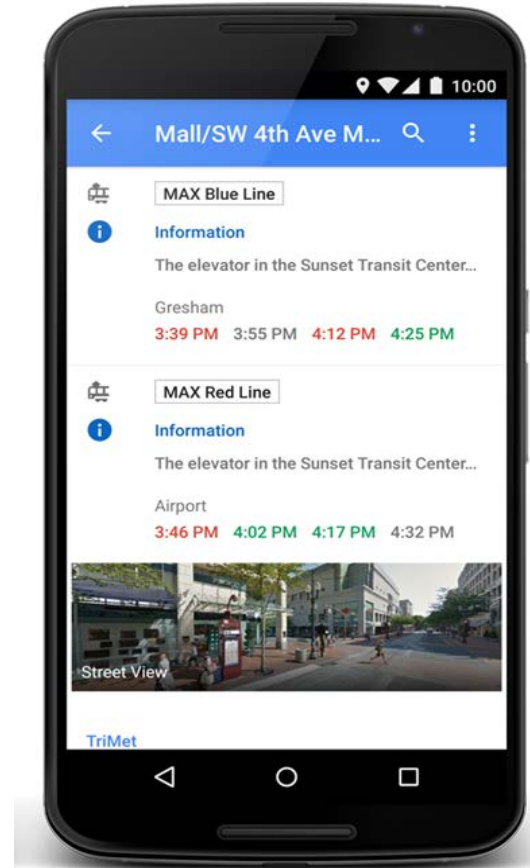 10:00
Mall/SW 4th Ave M...
MAX Blue Line
Information
The elevator in the Sunset Transit Center...
Gresham
3:39 PM 3:55 PM 4:12 PM 4:25 PM
MAX Red Line
Information
The elevator in the Sunset Transit Center...
Airport
3:46 PM 4:02 PM 4:17 PM 4:32 PM
Street View
TriMet